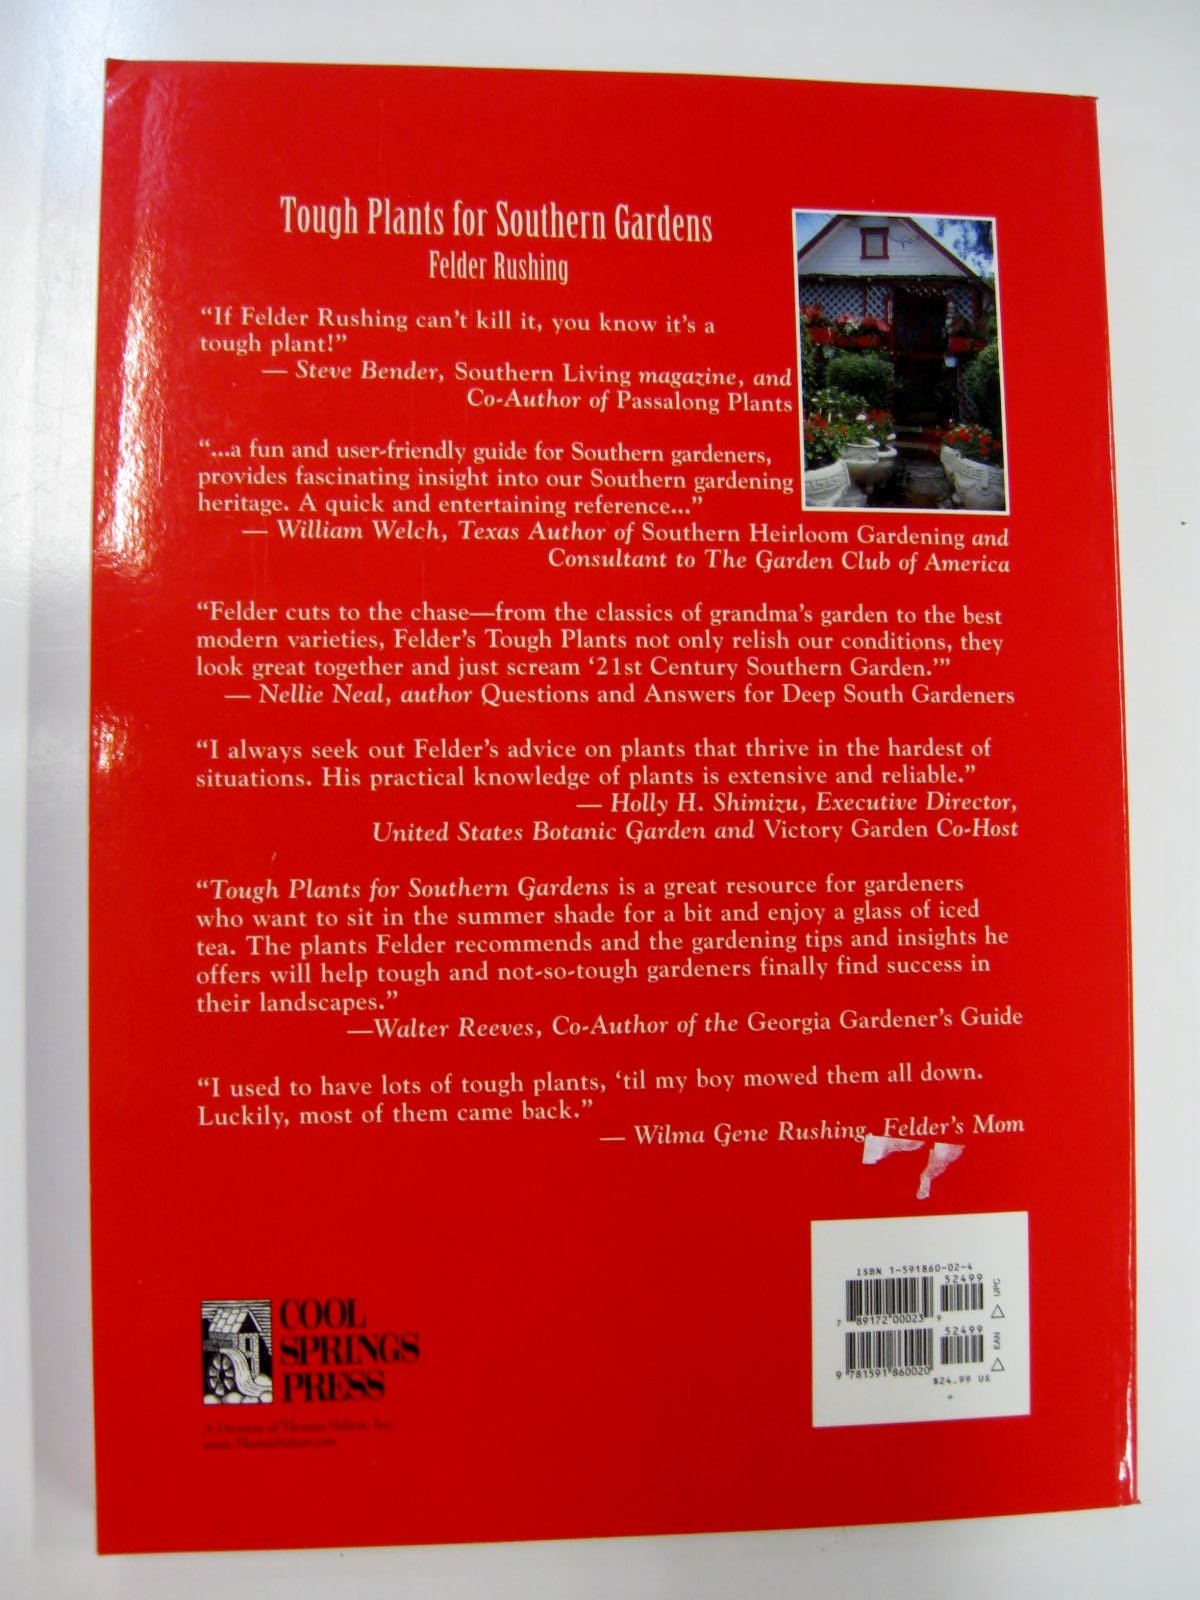 Tough Plants for Southern Gardens
Felder Rushing
“If Felder Rushing can’t kill it, you know it’s a
tough plant!”
— Steve Bender, Southern Living magazine, and
Co-Author of Passalong Plants
“...a fun and user-friendly guide for Southern gardeners,
provides fascinating insight into our Southern gardening
heritage. A quick and entertaining reference...”
— William Welch, Texas Author of Southern Heirloom Gardening and
Consultant to The Garden Club of America
“Felder cuts to the chase—from the classics of grandma’s garden to the best
modern varieties, Felder’s Tough Plants not only relish our conditions, they
look great together and just scream ‘21st Century Southern Garden.’”
— Nellie Neal, author Questions and Answers for Deep South Gardeners
“I always seek out Felder’s advice on plants that thrive in the hardest of
situations. His practical knowledge of plants is extensive and reliable.”
— Holly H. Shimizu, Executive Director,
United States Botanic Garden and Victory Garden Co-Host
“Tough Plants for Southern Gardens is a great resource for gardeners
who want to sit in the summer shade for a bit and enjoy a glass of iced
tea. The plants Felder recommends and the gardening tips and insights he
offers will help tough and not-so-tough gardeners finally find success in
their landscapes.”
—Walter Reeves, Co-Author of the Georgia Gardener’s Guide
“I used to have lots of tough plants, ‘til my boy mowed them all down.
Luckily, most of them came back.”
— Wilma Gene Rushing, Felder’s Mom
COOL
SPRINGS
PRESS
A Division of Thomas Nelson, Inc.
www.ThomasNelson.com
ISBN 1-591860-02-4
52499
7 89172 00023 9
UPC
52499
9 781591 860020
EAN
$24.99 US